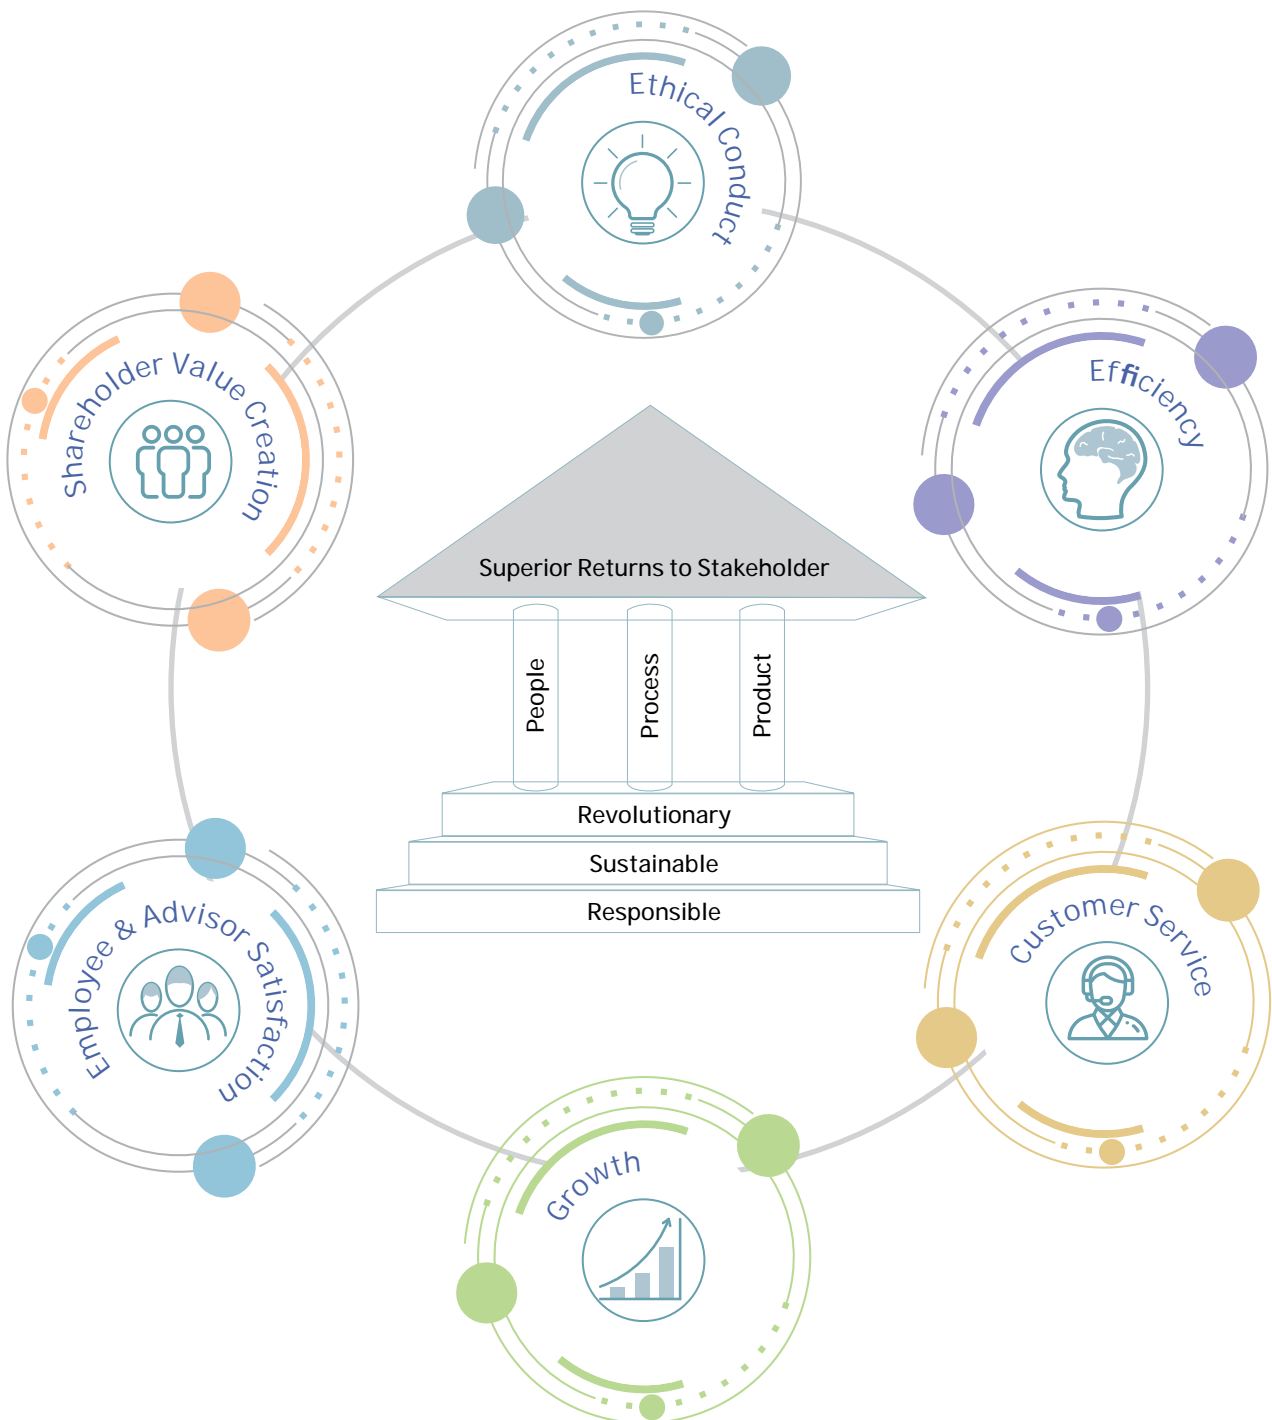 Ethical Conduct
Efficiency
Shareholder Value Creation
Superior Returns to Stakeholder
People
Process
Product
Revolutionary
Sustainable
Responsible
Employee & Advisor Satisfaction
Customer Service
Growth